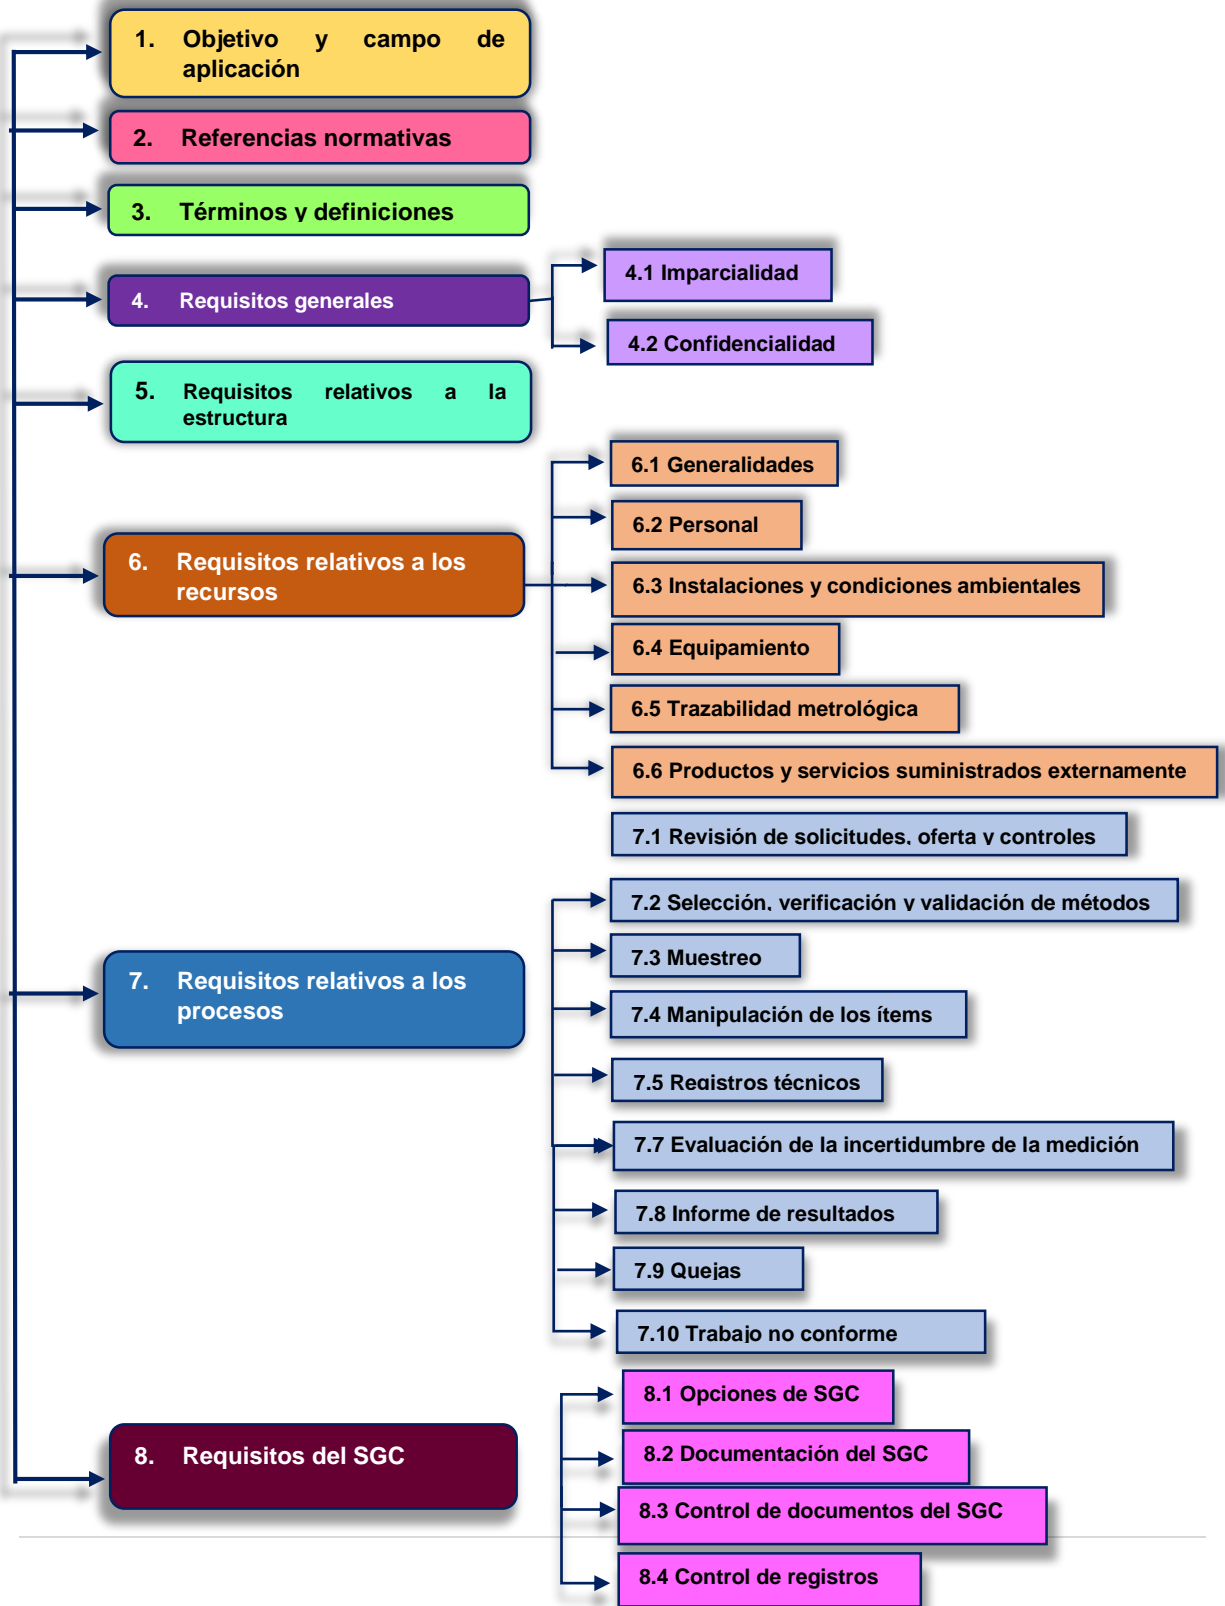 1. Objetivo y campo de
aplicación
2. Referencias normativas
3. Términos y definiciones
4. Requisitos generales
4.1 Imparcialidad
4.2 Confidencialidad
5. Requisitos relativos a la
estructura
6. Requisitos relativos a los
recursos
6.1 Generalidades
6.2 Personal
6.3 Instalaciones y condiciones ambientales
6.4 Equipamiento
6.5 Trazabilidad metrológica
6.6 Productos y servicios suministrados externamente
7. Requisitos relativos a los
procesos
7.1 Revisión de solicitudes, oferta y controles
7.2 Selección, verificación y validación de métodos
7.3 Muestreo
7.4 Manipulación de los ítems
7.5 Registros técnicos
7.7 Evaluación de la incertidumbre de la medición
7.8 Informe de resultados
7.9 Quejas
7.10 Trabajo no conforme
8. Requisitos del SGC
8.1 Opciones de SGC
8.2 Documentación del SGC
8.3 Control de documentos del SGC
8.4 Control de registros